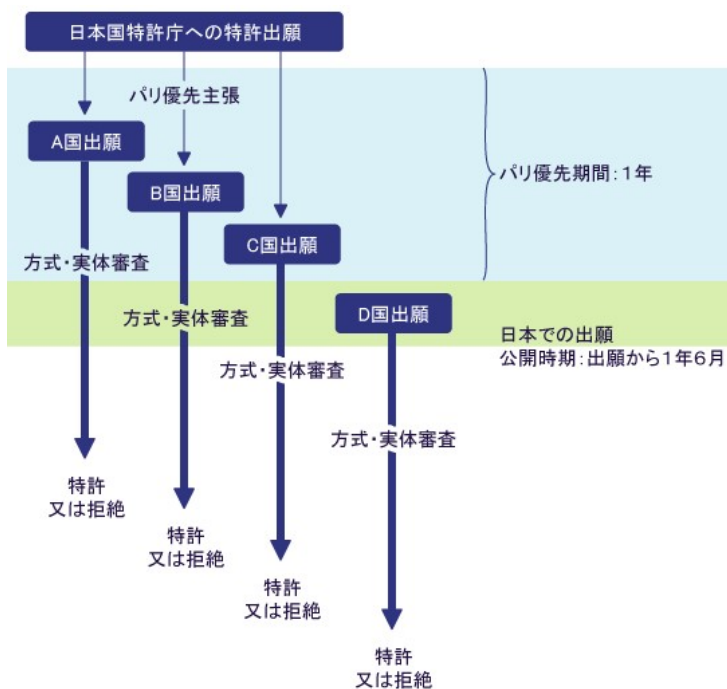 日本国特許庁への特許出願
パリ優先主張
A国出願
パリ優先期間:1年
B国出願
C国出願
方式・実体審査
D国出願
方式・実体審査
日本での出願
公開時期:出願から1年6月
方式・実体審査
方式・実体審査
特許
又は拒絶
特許
又は拒絶
特許
又は拒絶
特許
又は拒絶